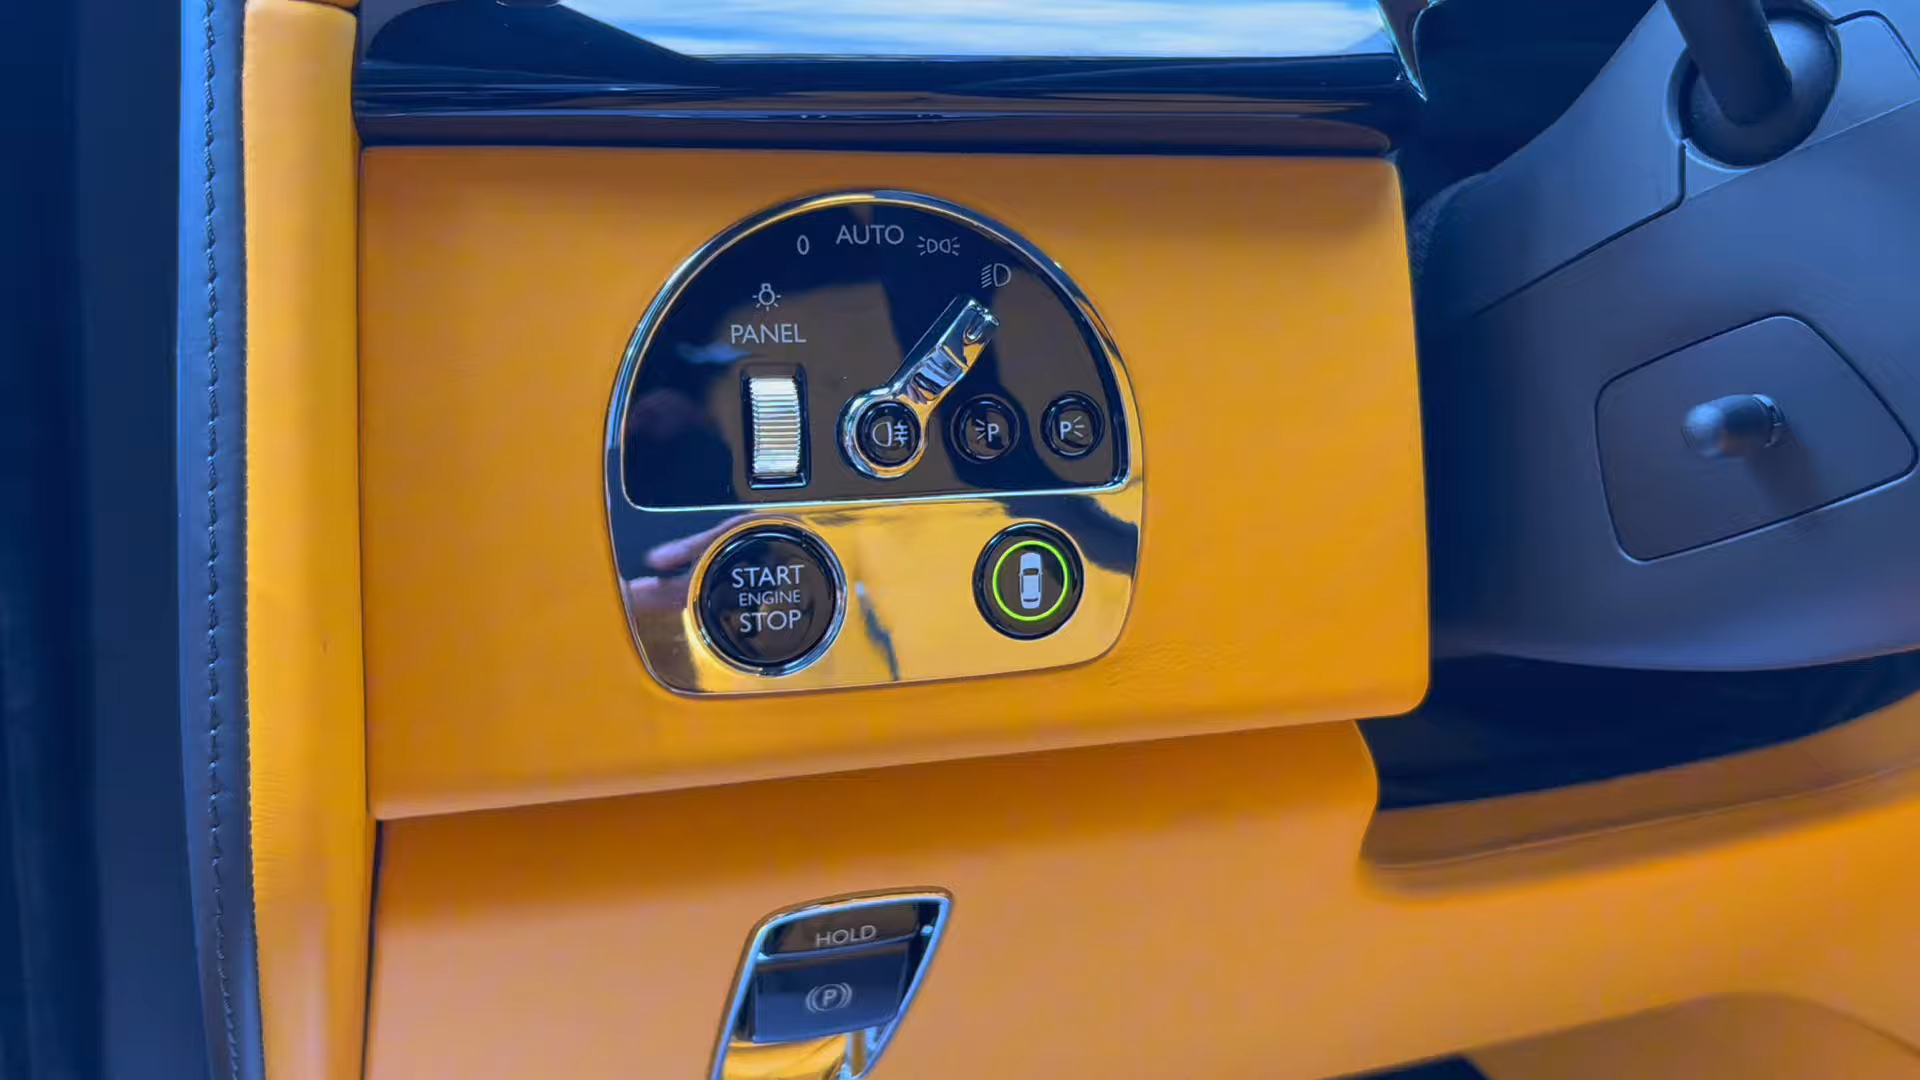 0 AUTO
PANEL
P P
START
ENGINE
STOP
HOLD
P